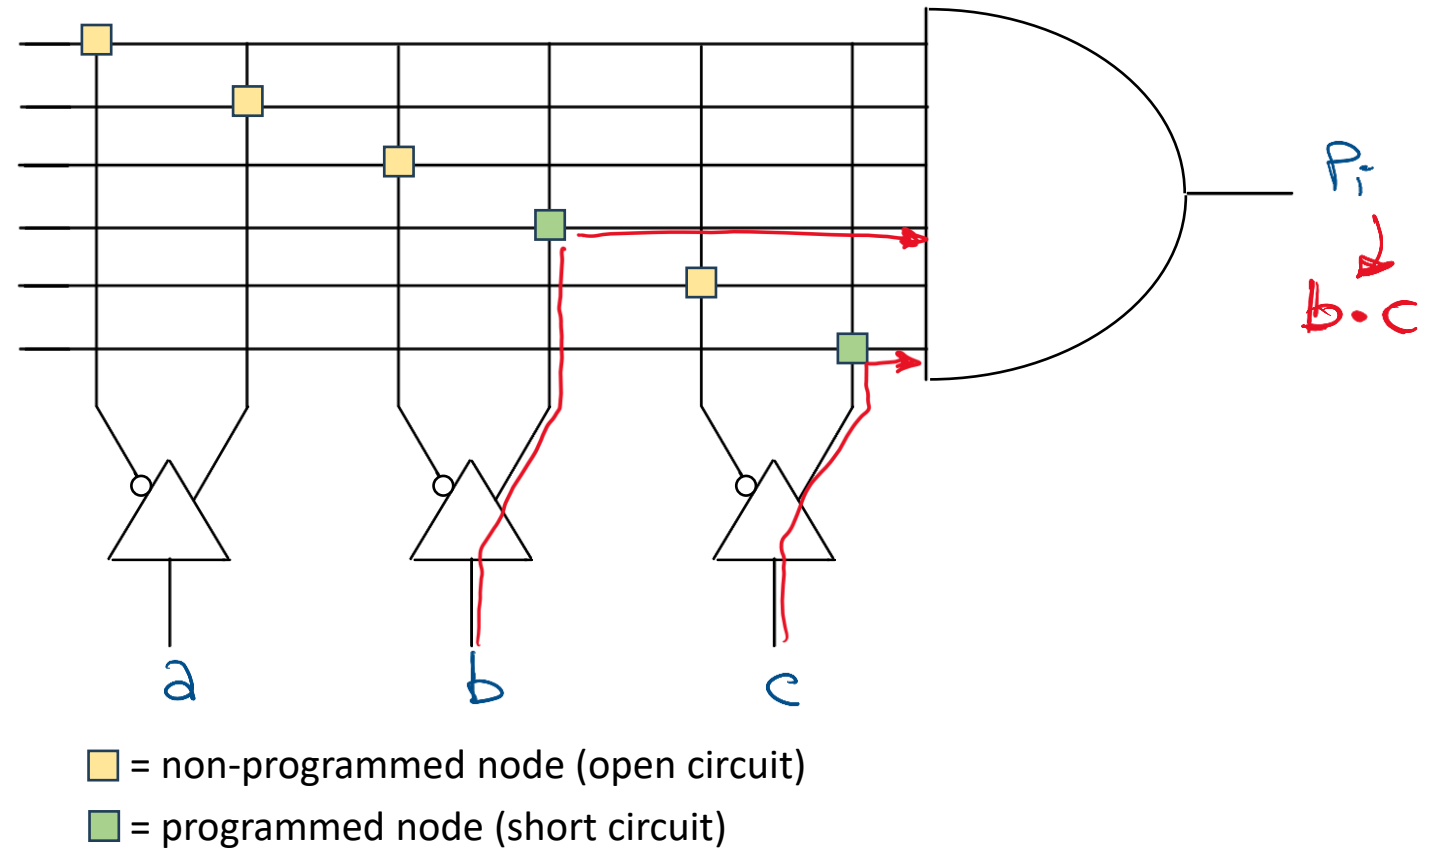 Pi
b•c
a b c
= non-programmed node (open circuit)
= programmed node (short circuit)